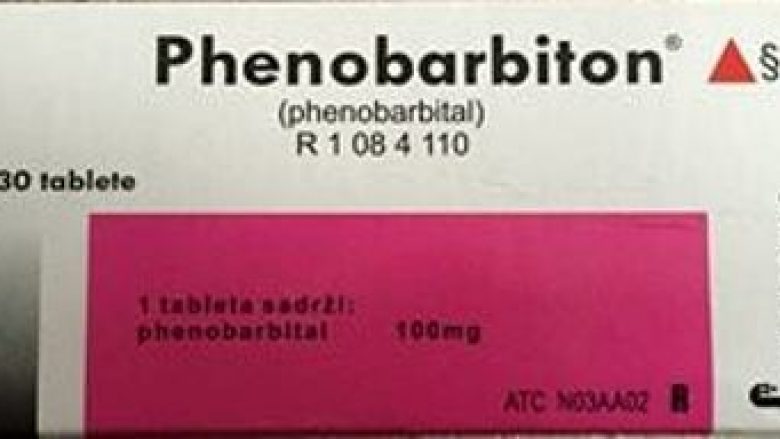 Phenobarbiton® ▲ §
(phenobarbital)
R 1 08 4 110
30 tablete
1 tableta sadrži:
phenobarbital 100mg
ATC N03AA02 R